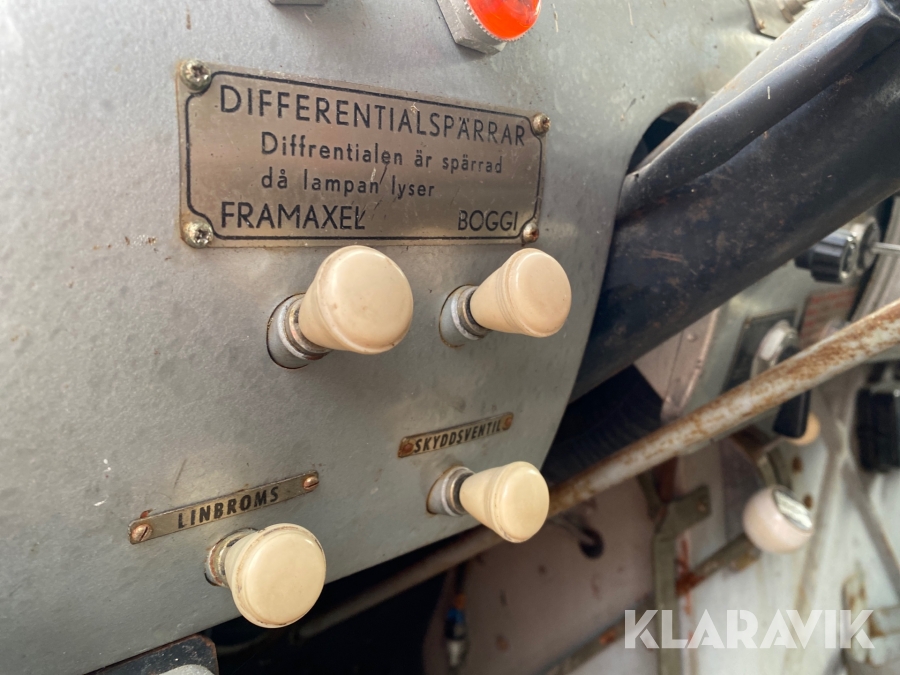 DIFFERENTIALSPÄRRAR
Diffrentialen är spärrad
då lampan lyser
FRAMAXEL BOGGI
SKYDDSVENTIL
LINBROMS
KLARAVIK